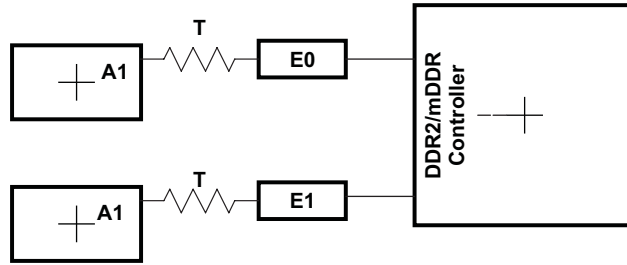 T
A1
E0
DDR2/mDDR
Controller
T
A1
E1